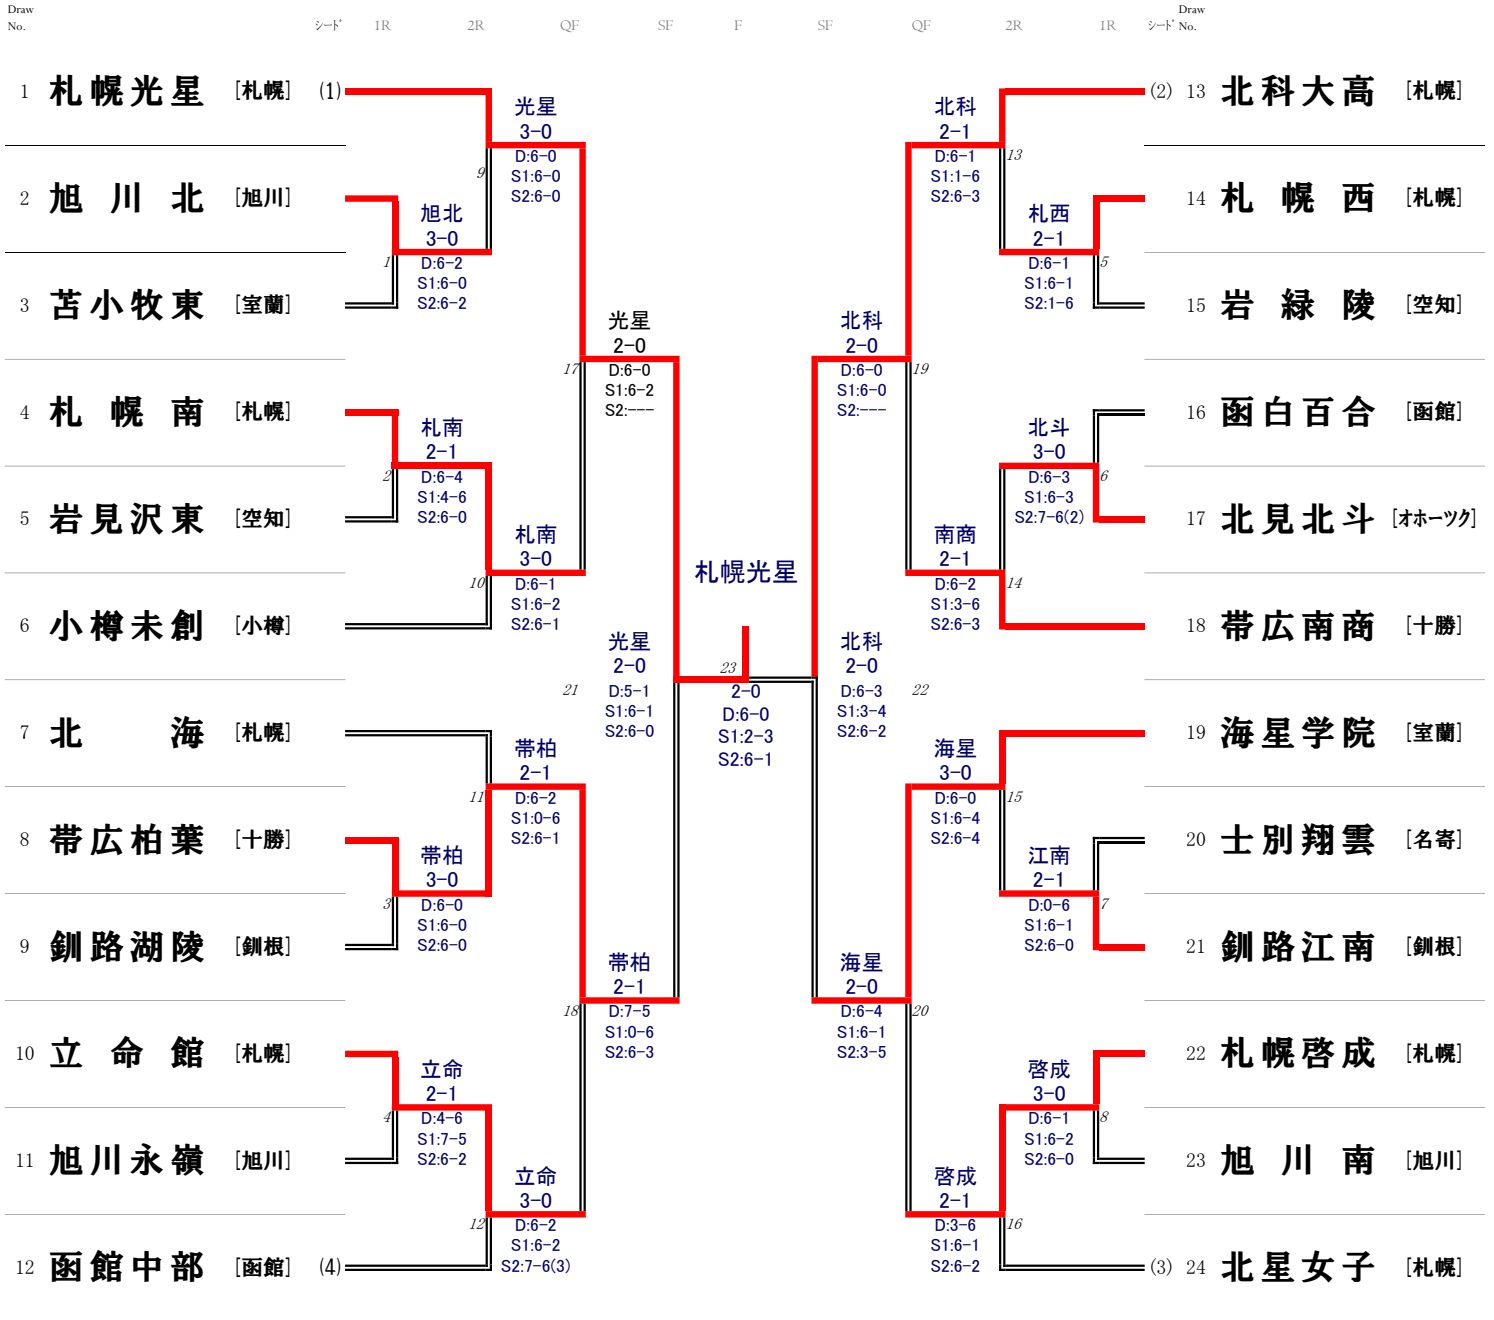 Draw
No. シード 1R 2R QF SF F SF QF 2R 1R シード Draw
No.
1 札幌光星 [札幌] (1)
2 旭川北 [旭川]
3 苫小牧東 [室蘭]
4 札幌南 [札幌]
5 岩見沢東 [空知]
6 小樽未創 [小樽]
7 北海 [札幌]
8 帯広柏葉 [十勝]
9 釧路湖陵 [釧根]
10 立命館 [札幌]
11 旭川永嶺 [旭川]
12 函館中部 [函館] (4)
旭北
3-0
1
D:6-2
S1:6-0
S2:6-2
札南
2-1
2
D:6-4
S1:4-6
S2:6-0
帯柏
3-0
3
D:6-0
S1:6-0
S2:6-0
立命
2-1
4
D:4-6
S1:7-5
S2:6-2
光星
3-0
9
D:6-0
S1:6-0
S2:6-0
札南
3-0
10
D:6-1
S1:6-2
S2:6-1
帯柏
2-1
11
D:6-2
S1:0-6
S2:6-1
立命
3-0
12
D:6-2
S1:6-2
S2:7-6(3)
光星
2-0
17
D:6-0
S1:6-2
S2:---
光星
2-0
21
D:5-1
S1:6-1
S2:6-0
帯柏
2-1
18
D:7-5
S1:0-6
S2:6-3
札幌光星
23
2-0
D:6-0
S1:2-3
S2:6-1
北科
2-0
19
D:6-0
S1:6-0
S2:---
北科
2-0
22
D:6-3
S1:3-4
S2:6-2
海星
2-0
20
D:6-4
S1:6-1
S2:3-5
北科
2-1
13
D:6-1
S1:1-6
S2:6-3
南商
2-1
14
D:6-2
S1:3-6
S2:6-3
海星
3-0
15
D:6-0
S1:6-4
S2:6-4
啓成
2-1
16
D:3-6
S1:6-1
S2:6-2
札西
2-1
5
D:6-1
S1:6-1
S2:1-6
北斗
3-0
6
D:6-3
S1:6-3
S2:7-6(2)
江南
2-1
7
D:0-6
S1:6-1
S2:6-0
啓成
3-0
8
D:6-1
S1:6-2
S2:6-0
(2) 13 北科大高 [札幌]
14 札幌西 [札幌]
15 岩緑陵 [空知]
16 函白百合 [函館]
17 北見北斗 [オホーツク]
18 帯広南商 [十勝]
19 海星学院 [室蘭]
20 士別翔雲 [名寄]
21 釧路江南 [釧根]
22 札幌啓成 [札幌]
23 旭川南 [旭川]
(3) 24 北星女子 [札幌]